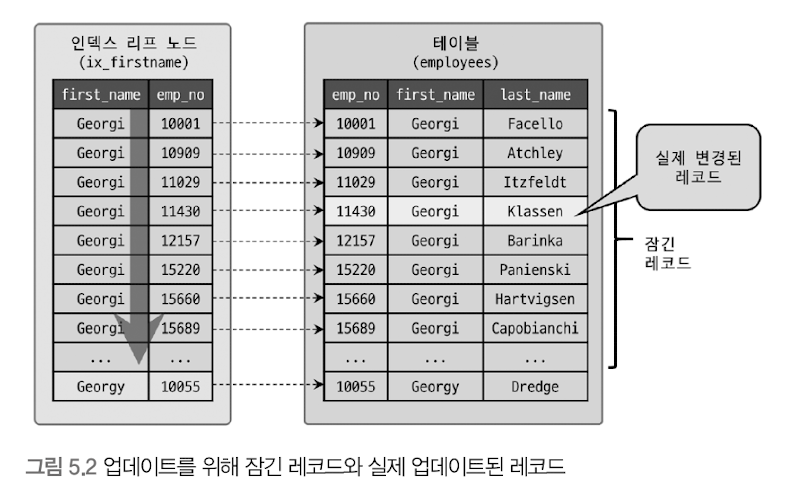 인덱스 리프 노드
(ix_firstname)
first_name emp_no
Georgi 10001
Georgi 10909
Georgi 11029
Georgi 11430
Georgi 12157
Georgi 15220
Georgi 15660
Georgi 15689
... ...
Georgy 10055
테이블
(employees)
emp_no first_name last_name
10001 Georgi Facello
10909 Georgi Atchley
11029 Georgi Itzfeldt
11430 Georgi Klassen
12157 Georgi Barinka
15220 Georgi Panienski
15660 Georgi Hartvigsen
15689 Georgi Capobianchi
... ... ...
10055 Georgy Dredge
실제 변경된
레코드
잠긴
레코드
그림 5.2 업데이트를 위해 잠긴 레코드와 실제 업데이트된 레코드